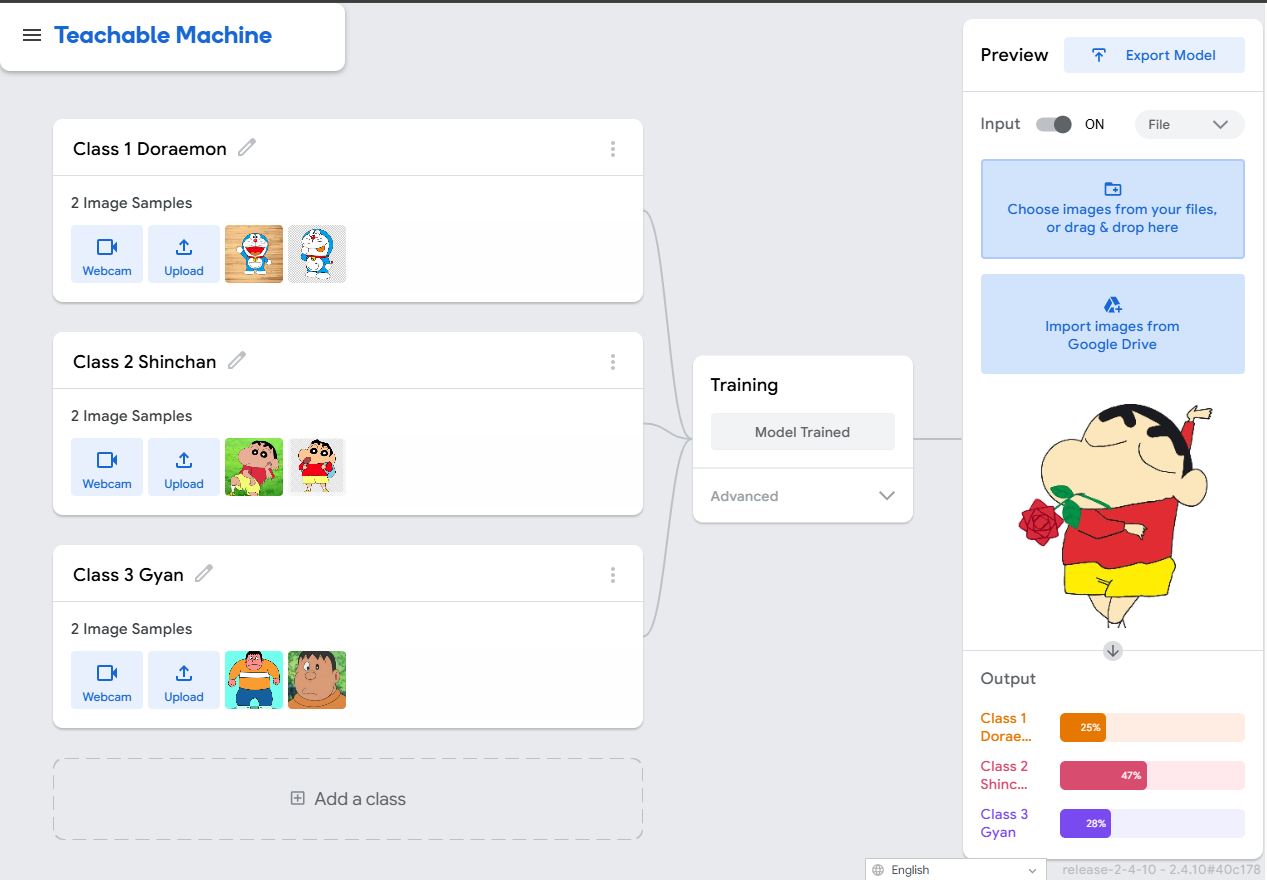 Teachable Machine
Class 1 Doraemon
2 Image Samples
Webcam
Upload
Class 2 Shinchan
2 Image Samples
Webcam
Upload
Class 3 Gyan
2 Image Samples
Webcam
Upload
Add a class
Training
Model Trained
Advanced
Preview
Export Model
Input
ON
File
Choose images from your files,
or drag & drop here
Import images from
Google Drive
Output
Class 1
Dorae...
25%
Class 2
Shinc...
47%
Class 3
Gyan
28%
English
release-2-4-10 - 2.4.10#40c178